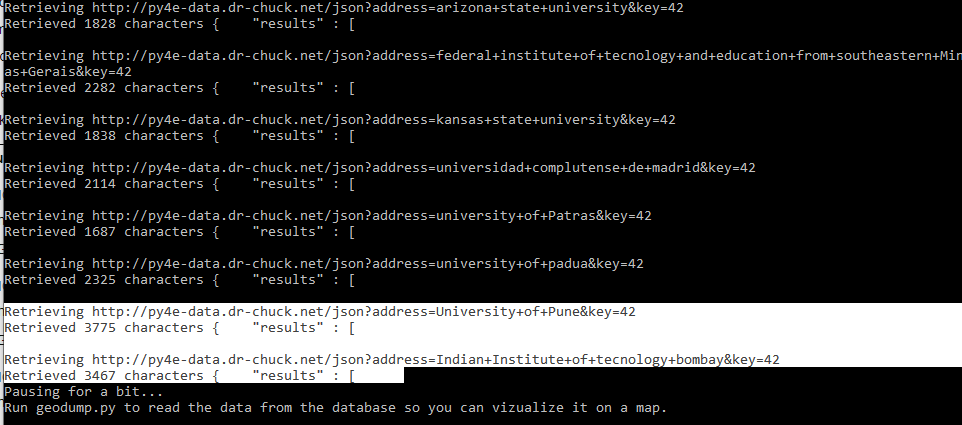 Retrieving http://py4e-data.dr-chuck.net/json?address=arizona+state+university&key=42
Retrieved 1828 characters {    "results" : [
Retrieving http://py4e-data.dr-chuck.net/json?address=federal+institute+of+tecnology+and+education+from+southeastern+Min
as+Gerais&key=42
Retrieved 2282 characters {    "results" : [
Retrieving http://py4e-data.dr-chuck.net/json?address=kansas+state+university&key=42
Retrieved 1838 characters {    "results" : [
Retrieving http://py4e-data.dr-chuck.net/json?address=universidad+complutense+de+madrid&key=42
Retrieved 2114 characters {    "results" : [
Retrieving http://py4e-data.dr-chuck.net/json?address=university+of+Patras&key=42
Retrieved 1687 characters {    "results" : [
Retrieving http://py4e-data.dr-chuck.net/json?address=university+of+padua&key=42
Retrieved 2325 characters {    "results" : [
Retrieving http://py4e-data.dr-chuck.net/json?address=University+of+Pune&key=42
Retrieved 3775 characters {    "results" : [
Retrieving http://py4e-data.dr-chuck.net/json?address=Indian+Institute+of+tecnology+bombay&key=42
Retrieved 3467 characters {    "results" : [
Pausing for a bit...
Run geodump.py to read the data from the database so you can vizualize it on a map.